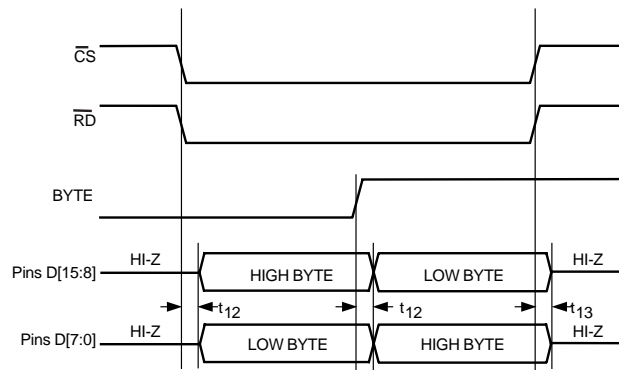 CS
RD
BYTE
Pins D[15:8] HI-Z HIGH BYTE LOW BYTE HI-Z
t12 t12 t13
Pins D[7:0] HI-Z LOW BYTE HIGH BYTE HI-Z